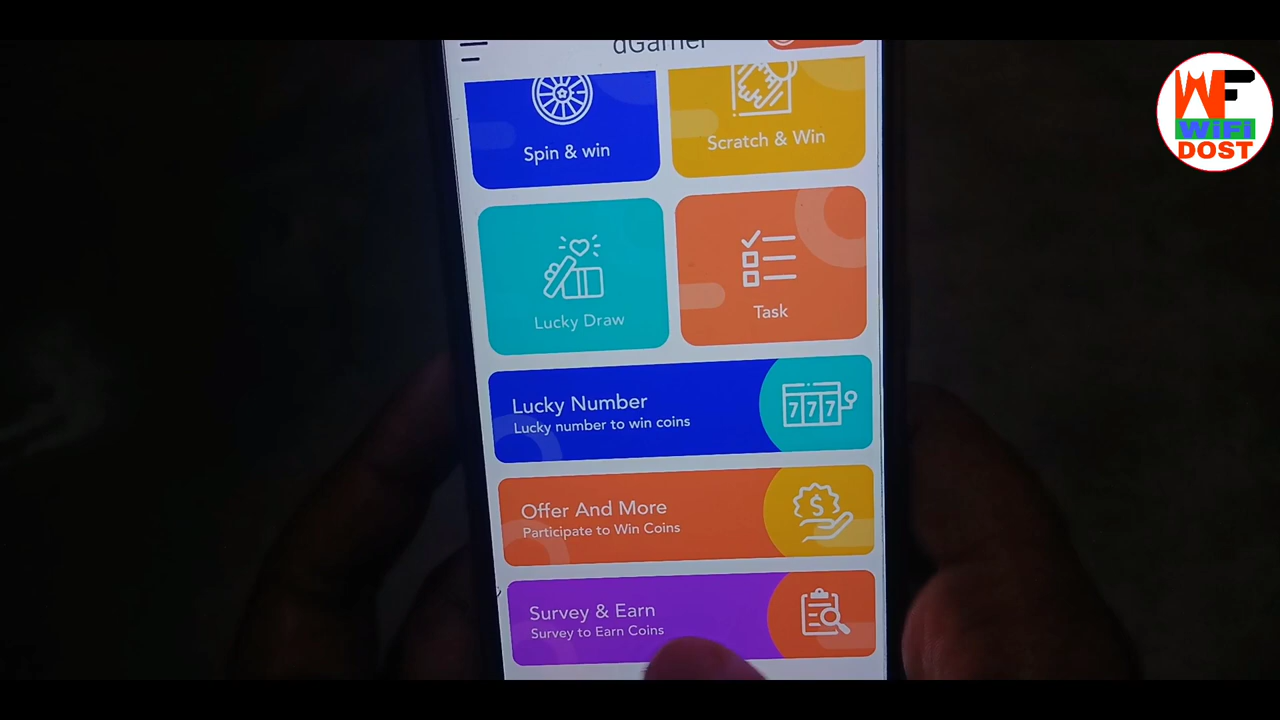 dGamer
Spin & win
Scratch & Win
Lucky Draw
Task
Lucky Number
Lucky number to win coins
777
Offer And More
Participate to Win Coins
$
Survey & Earn
Survey to Earn Coins
WF
WiFi
DOST